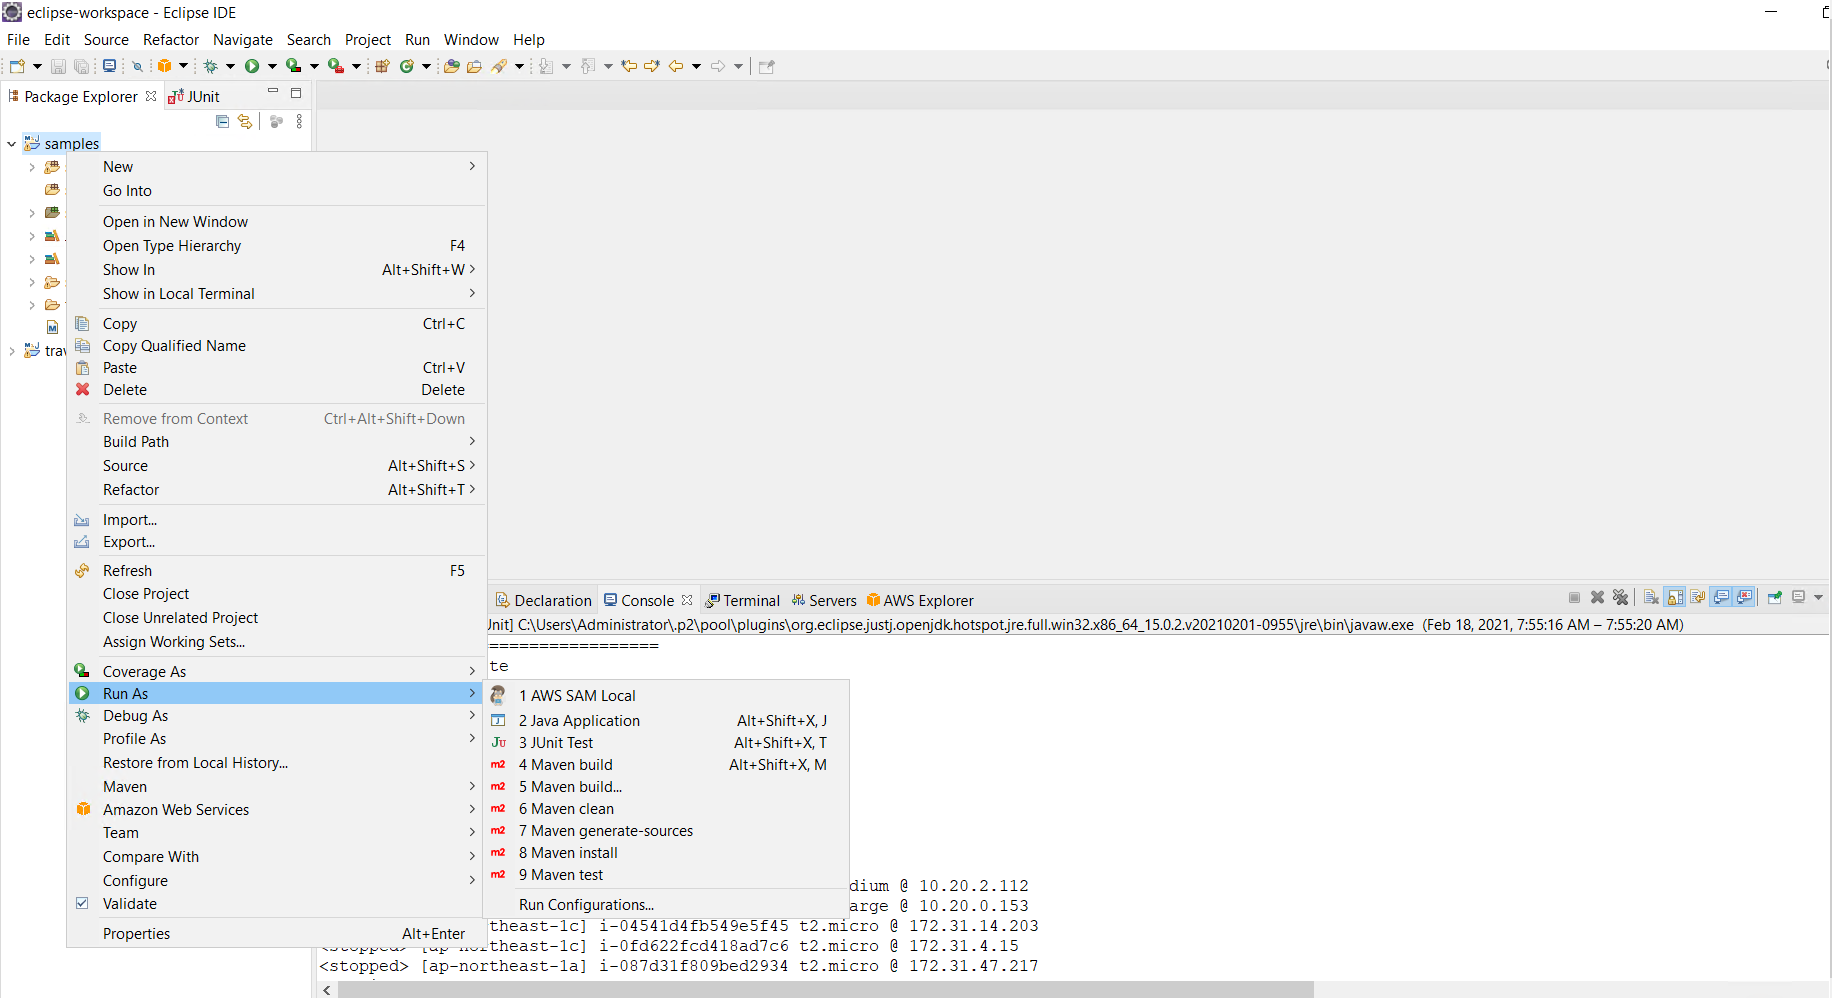 eclipse-workspace - Eclipse IDE
File Edit Source Refactor Navigate Search Project Run Window Help
Package Explorer JUnit
samples
New
Go Into
Open in New Window
Open Type Hierarchy F4
Show In Alt+Shift+W
Show in Local Terminal
Copy Ctrl+C
Copy Qualified Name
Paste Ctrl+V
Delete Delete
Remove from Context Ctrl+Alt+Shift+Down
Build Path
Source Alt+Shift+S
Refactor Alt+Shift+T
Import...
Export...
Refresh F5
Close Project
Close Unrelated Project
Assign Working Sets...
Coverage As
Run As
Debug As
Profile As
Restore from Local History...
Maven
Amazon Web Services
Team
Compare With
Configure
Validate
Properties Alt+Enter
1 AWS SAM Local
2 Java Application Alt+Shift+X, J
3 JUnit Test Alt+Shift+X, T
4 Maven build Alt+Shift+X, M
5 Maven build...
6 Maven clean
7 Maven generate-sources
8 Maven install
9 Maven test
Run Configurations...
Declaration Console Terminal Servers AWS Explorer
Unit] C:\Users\Administrator\.p2\pool\plugins\org.eclipse.justj.openjdk.hotspot.jre.full.win32.x86_64_15.0.2.v20210201-0955\jre\bin\javaw.exe (Feb 18, 2021, 7:55:16 AM – 7:55:20 AM)
=================
te
dium @ 10.20.2.112
arge @ 10.20.0.153
rtheast-1c] i-04541d4fb549e5f45 t2.micro @ 172.31.14.203
<stopped> [ap-northeast-1c] i-0fd622fcd418ad7c6 t2.micro @ 172.31.4.15
<stopped> [ap-northeast-1a] i-087d31f809bed2934 t2.micro @ 172.31.47.217